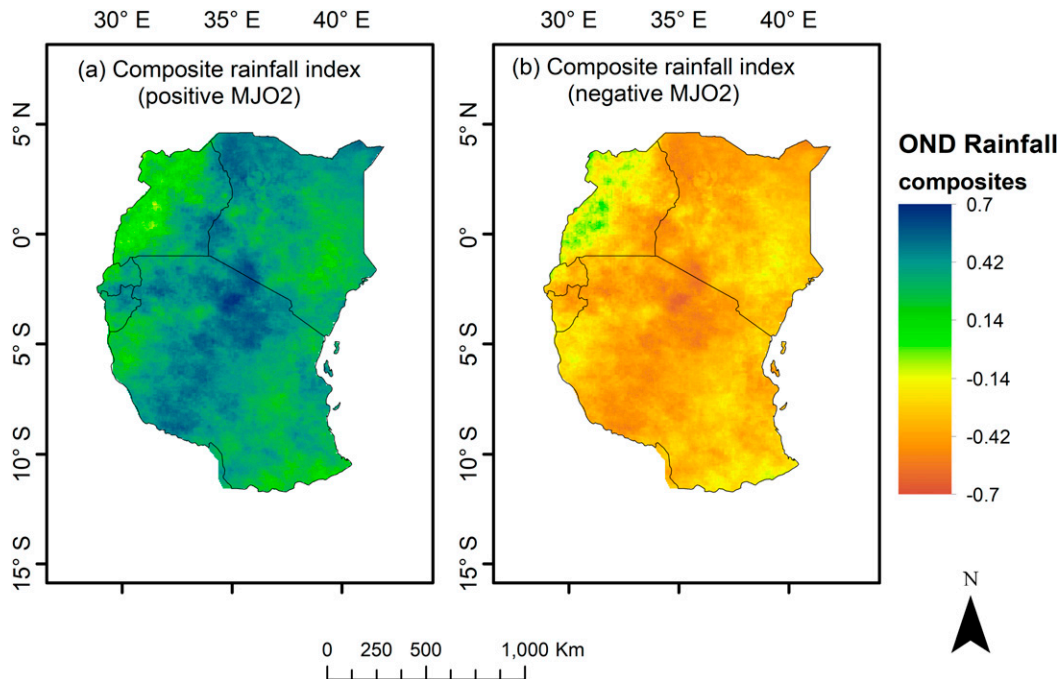 30° E 35° E 40° E 30° E 35° E 40° E
(a) Composite rainfall index
(positive MJO2)
(b) Composite rainfall index
(negative MJO2)
5° N
0°
5° S
10° S
15° S
5° N
0°
5° S
10° S
15° S
OND Rainfall
composites
0.7
0.42
0.14
-0.14
-0.42
-0.7
N
0 250 500 1,000 Km